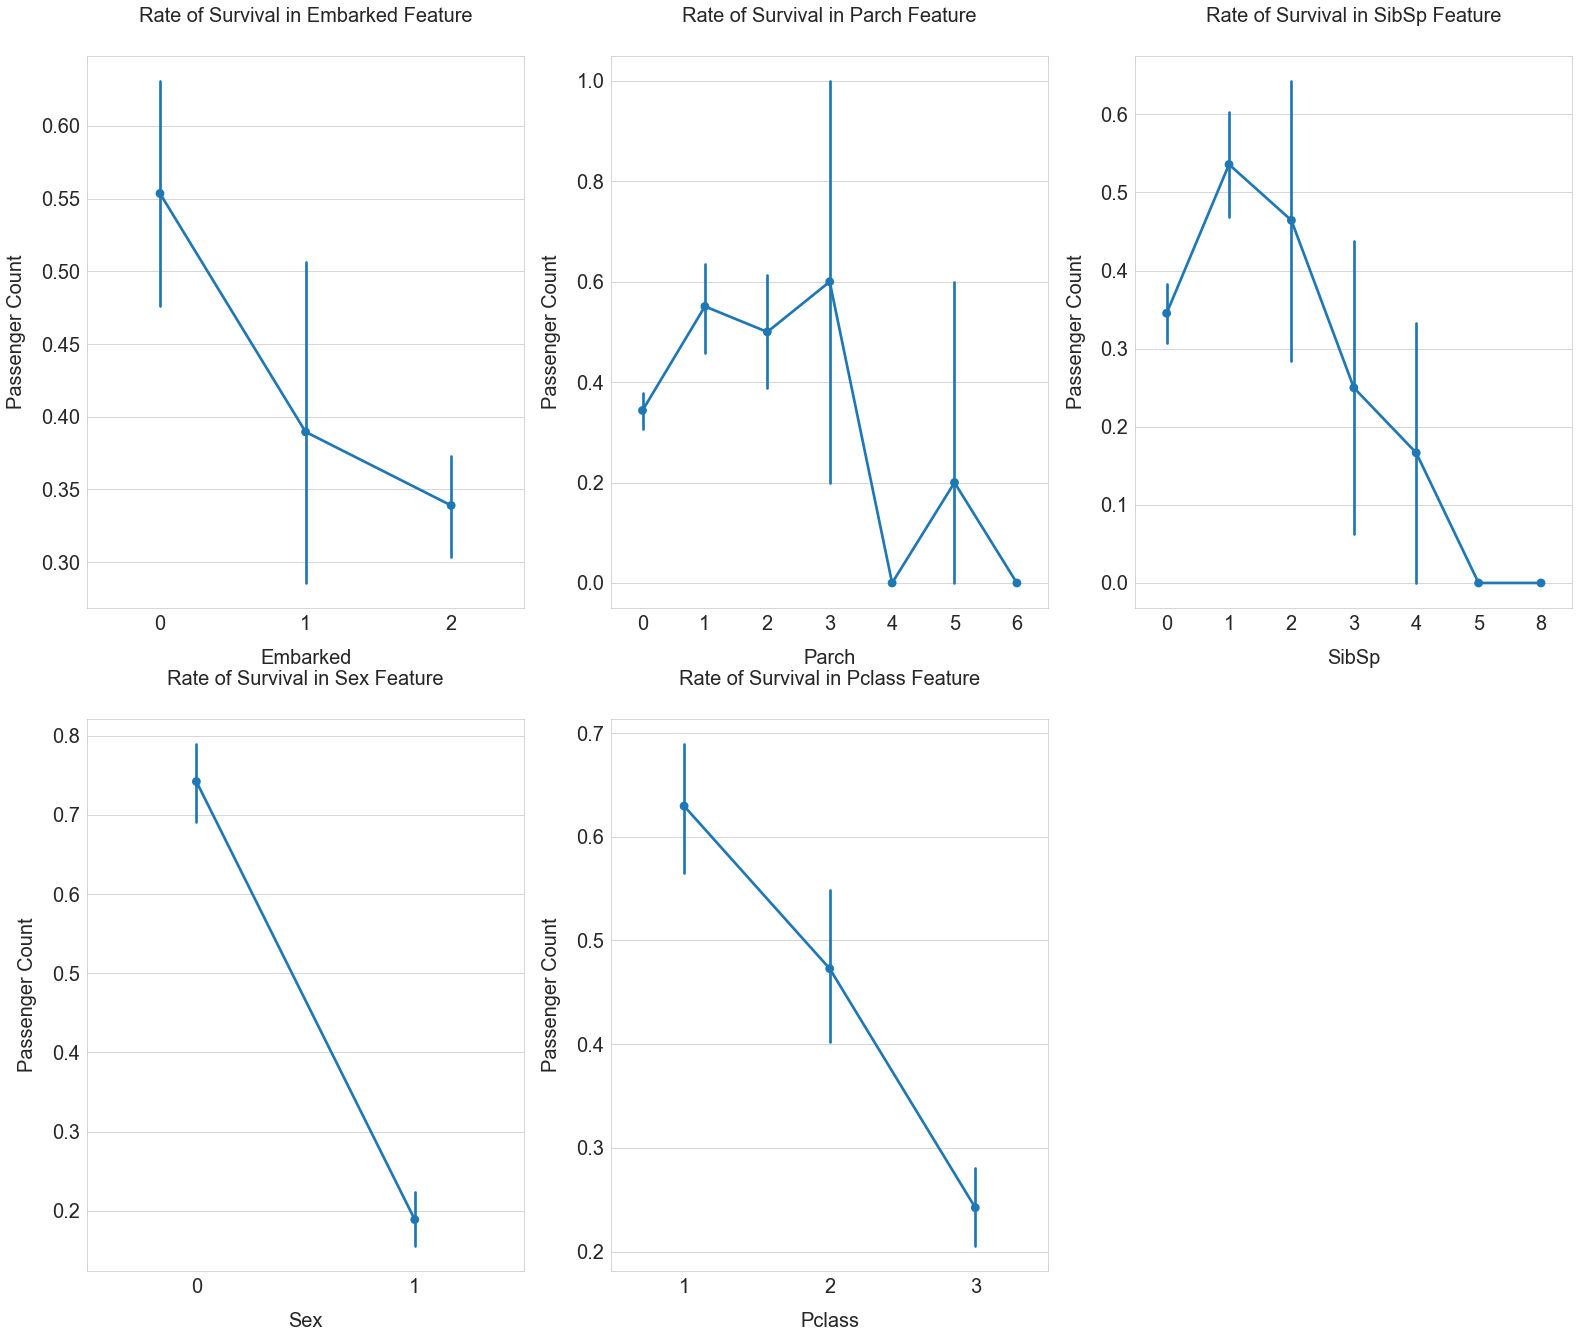 Rate of Survival in Embarked Feature
Passenger Count
0.60
0.55
0.50
0.45
0.40
0.35
0.30
0 1 2
Embarked
Rate of Survival in Parch Feature
Passenger Count
1.0
0.8
0.6
0.4
0.2
0.0
0 1 2 3 4 5 6
Parch
Rate of Survival in SibSp Feature
Passenger Count
0.6
0.5
0.4
0.3
0.2
0.1
0.0
0 1 2 3 4 5 8
SibSp
Rate of Survival in Sex Feature
Passenger Count
0.8
0.7
0.6
0.5
0.4
0.3
0.2
0 1
Sex
Rate of Survival in Pclass Feature
Passenger Count
0.7
0.6
0.5
0.4
0.3
0.2
1 2 3
Pclass